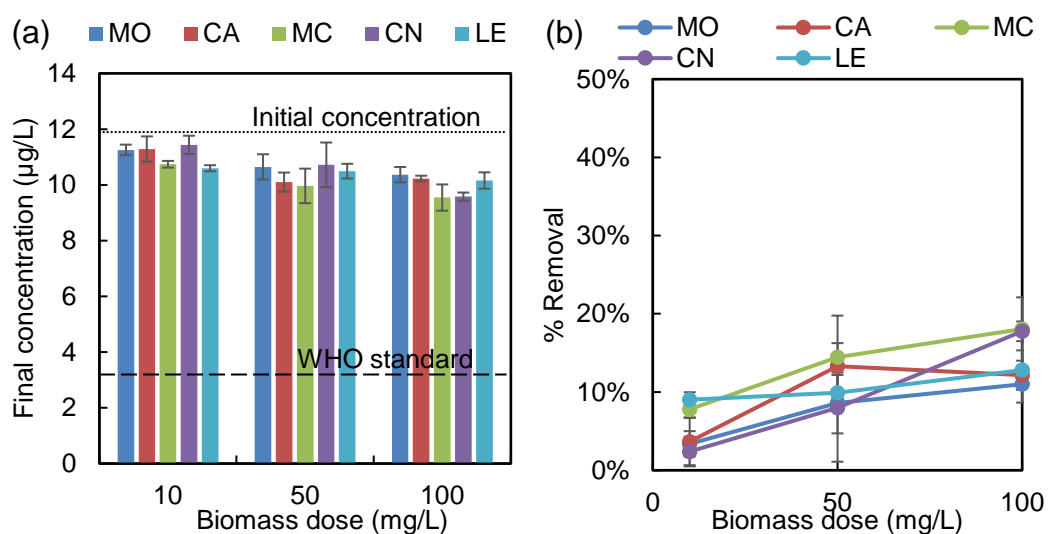 (a)
MO CA MC CN LE
Final concentration (µg/L)
14
12
10
8
6
4
2
0
Initial concentration
WHO standard
10 50 100
Biomass dose (mg/L)
(b)
MO CA MC
CN LE
% Removal
50%
40%
30%
20%
10%
0%
0 50 100
Biomass dose (mg/L)